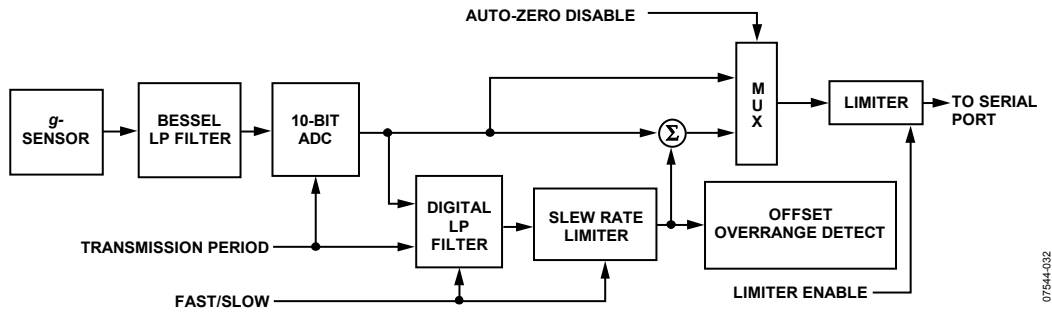 AUTO-ZERO DISABLE
g-
SENSOR
BESSEL
LP FILTER
10-BIT
ADC
Σ
M
U
X
LIMITER
TO SERIAL
PORT
DIGITAL
LP
FILTER
SLEW RATE
LIMITER
OFFSET
OVERRANGE DETECT
TRANSMISSION PERIOD
FAST/SLOW
LIMITER ENABLE
07544-032